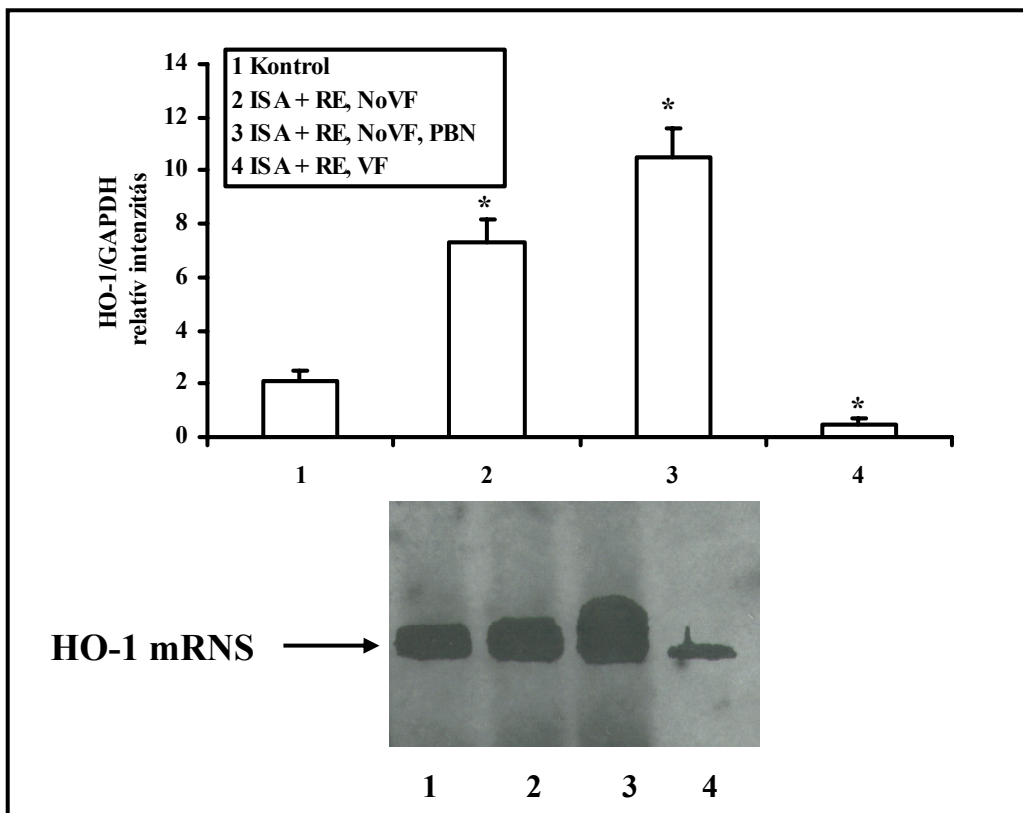 14
12
10
8
6
4
2
0
HO-1/GAPDH
relatív intenzitás
1 Kontrol
2 ISA + RE, NoVF
3 ISA + RE, NoVF, PBN
4 ISA + RE, VF
* * *
1 2 3 4
HO-1 mRNS
1 2 3 4